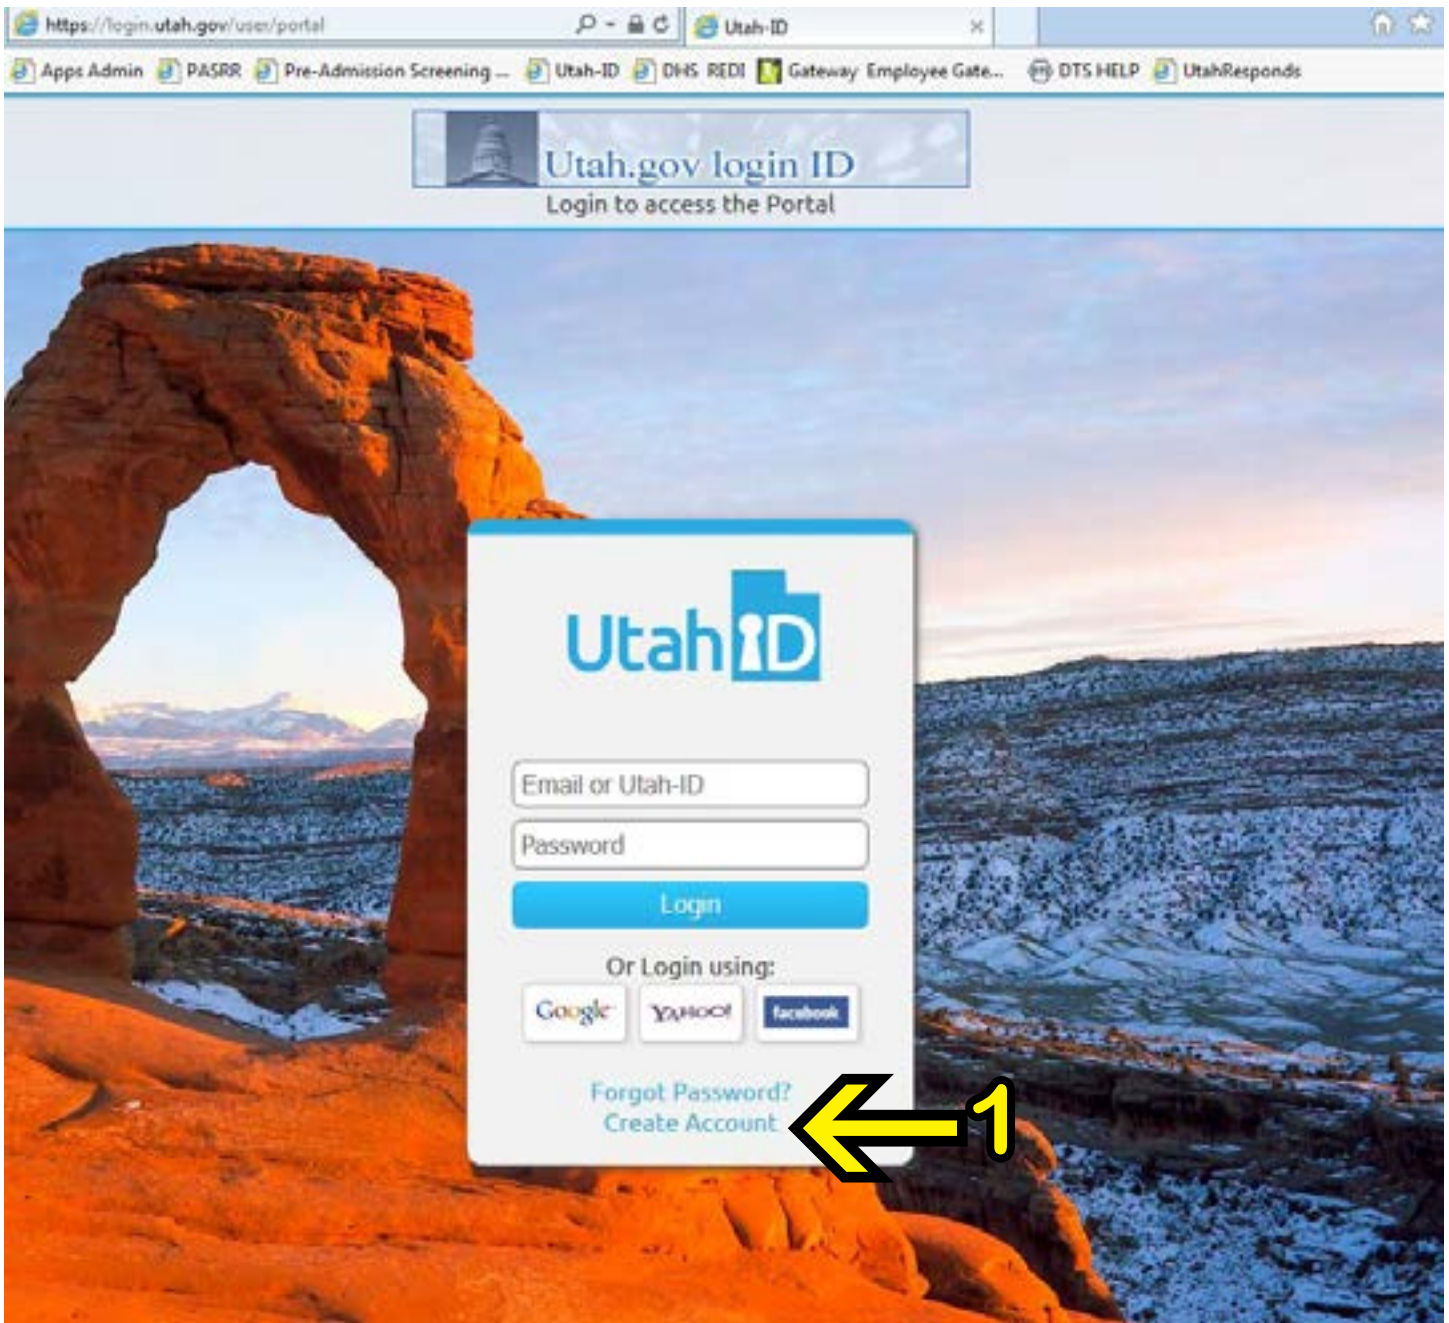 https://login.utah.gov/user/portal
Utah-ID
Apps Admin PASRR Pre-Admission Screening ... Utah-ID DHS REDI Gateway Employee Gate... DTS HELP UtahResponds
Utah.gov login ID
Login to access the Portal
Utah iD
Email or Utah-ID
Password
Login
Or Login using:
Google YAHOO! facebook
Forgot Password?
Create Account
1